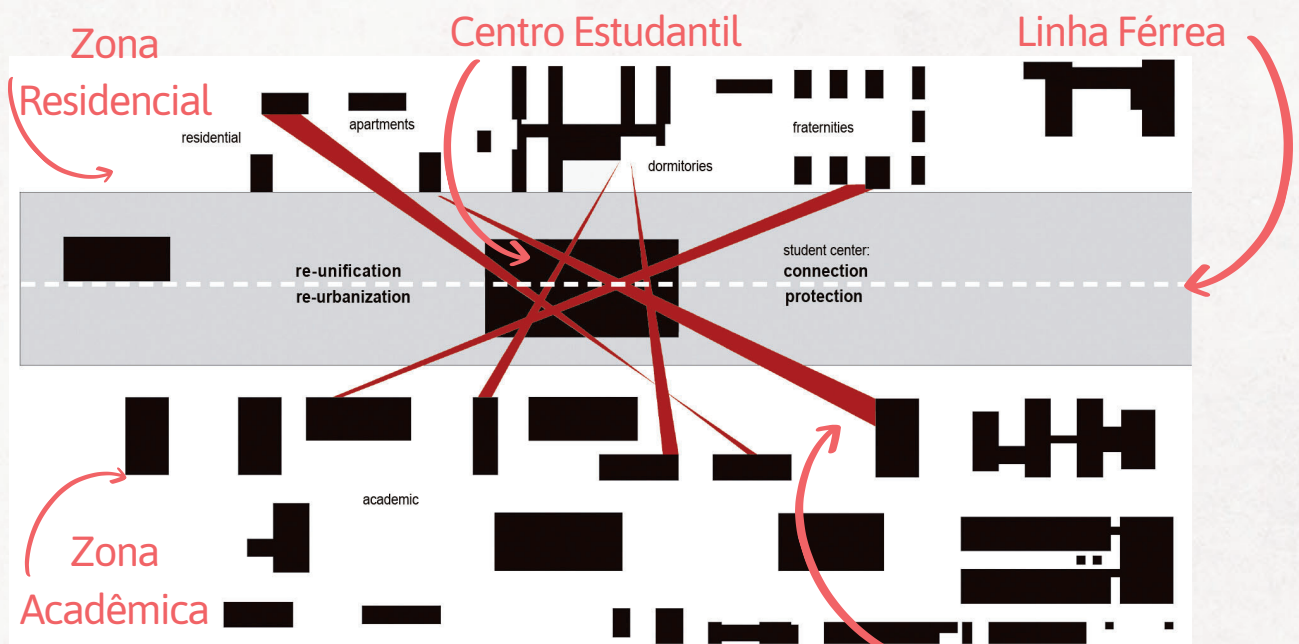 Zona
Residencial
Centro Estudantil
Linha Férrea
residential
apartments
dormitories
fraternities
re-unification
re-urbanization
student center:
connection
protection
academic
Zona
Acadêmica